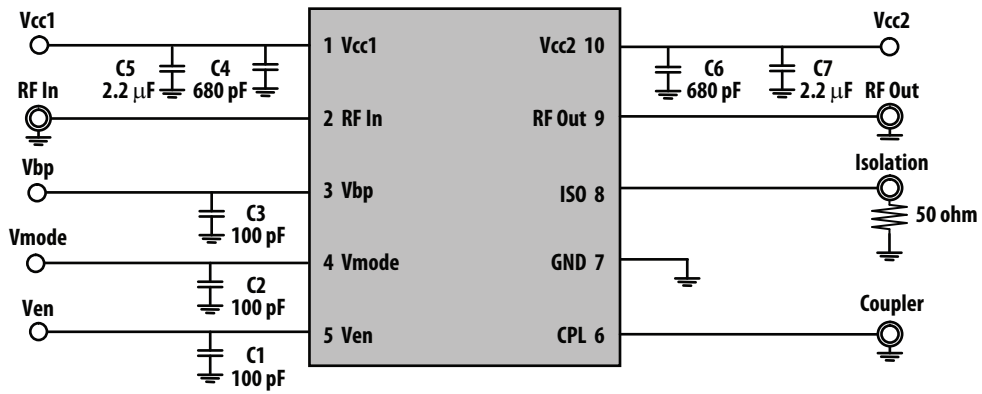 Vcc1
C5
2.2 μF
C4
680 pF
1 Vcc1
Vcc2 10
C6
680 pF
C7
2.2 μF
Vcc2
RF In
2 RF In
RF Out 9
RF Out
Vbp
C3
100 pF
3 Vbp
ISO 8
Isolation
50 ohm
Vmode
C2
100 pF
4 Vmode
GND 7
Ven
C1
100 pF
5 Ven
CPL 6
Coupler